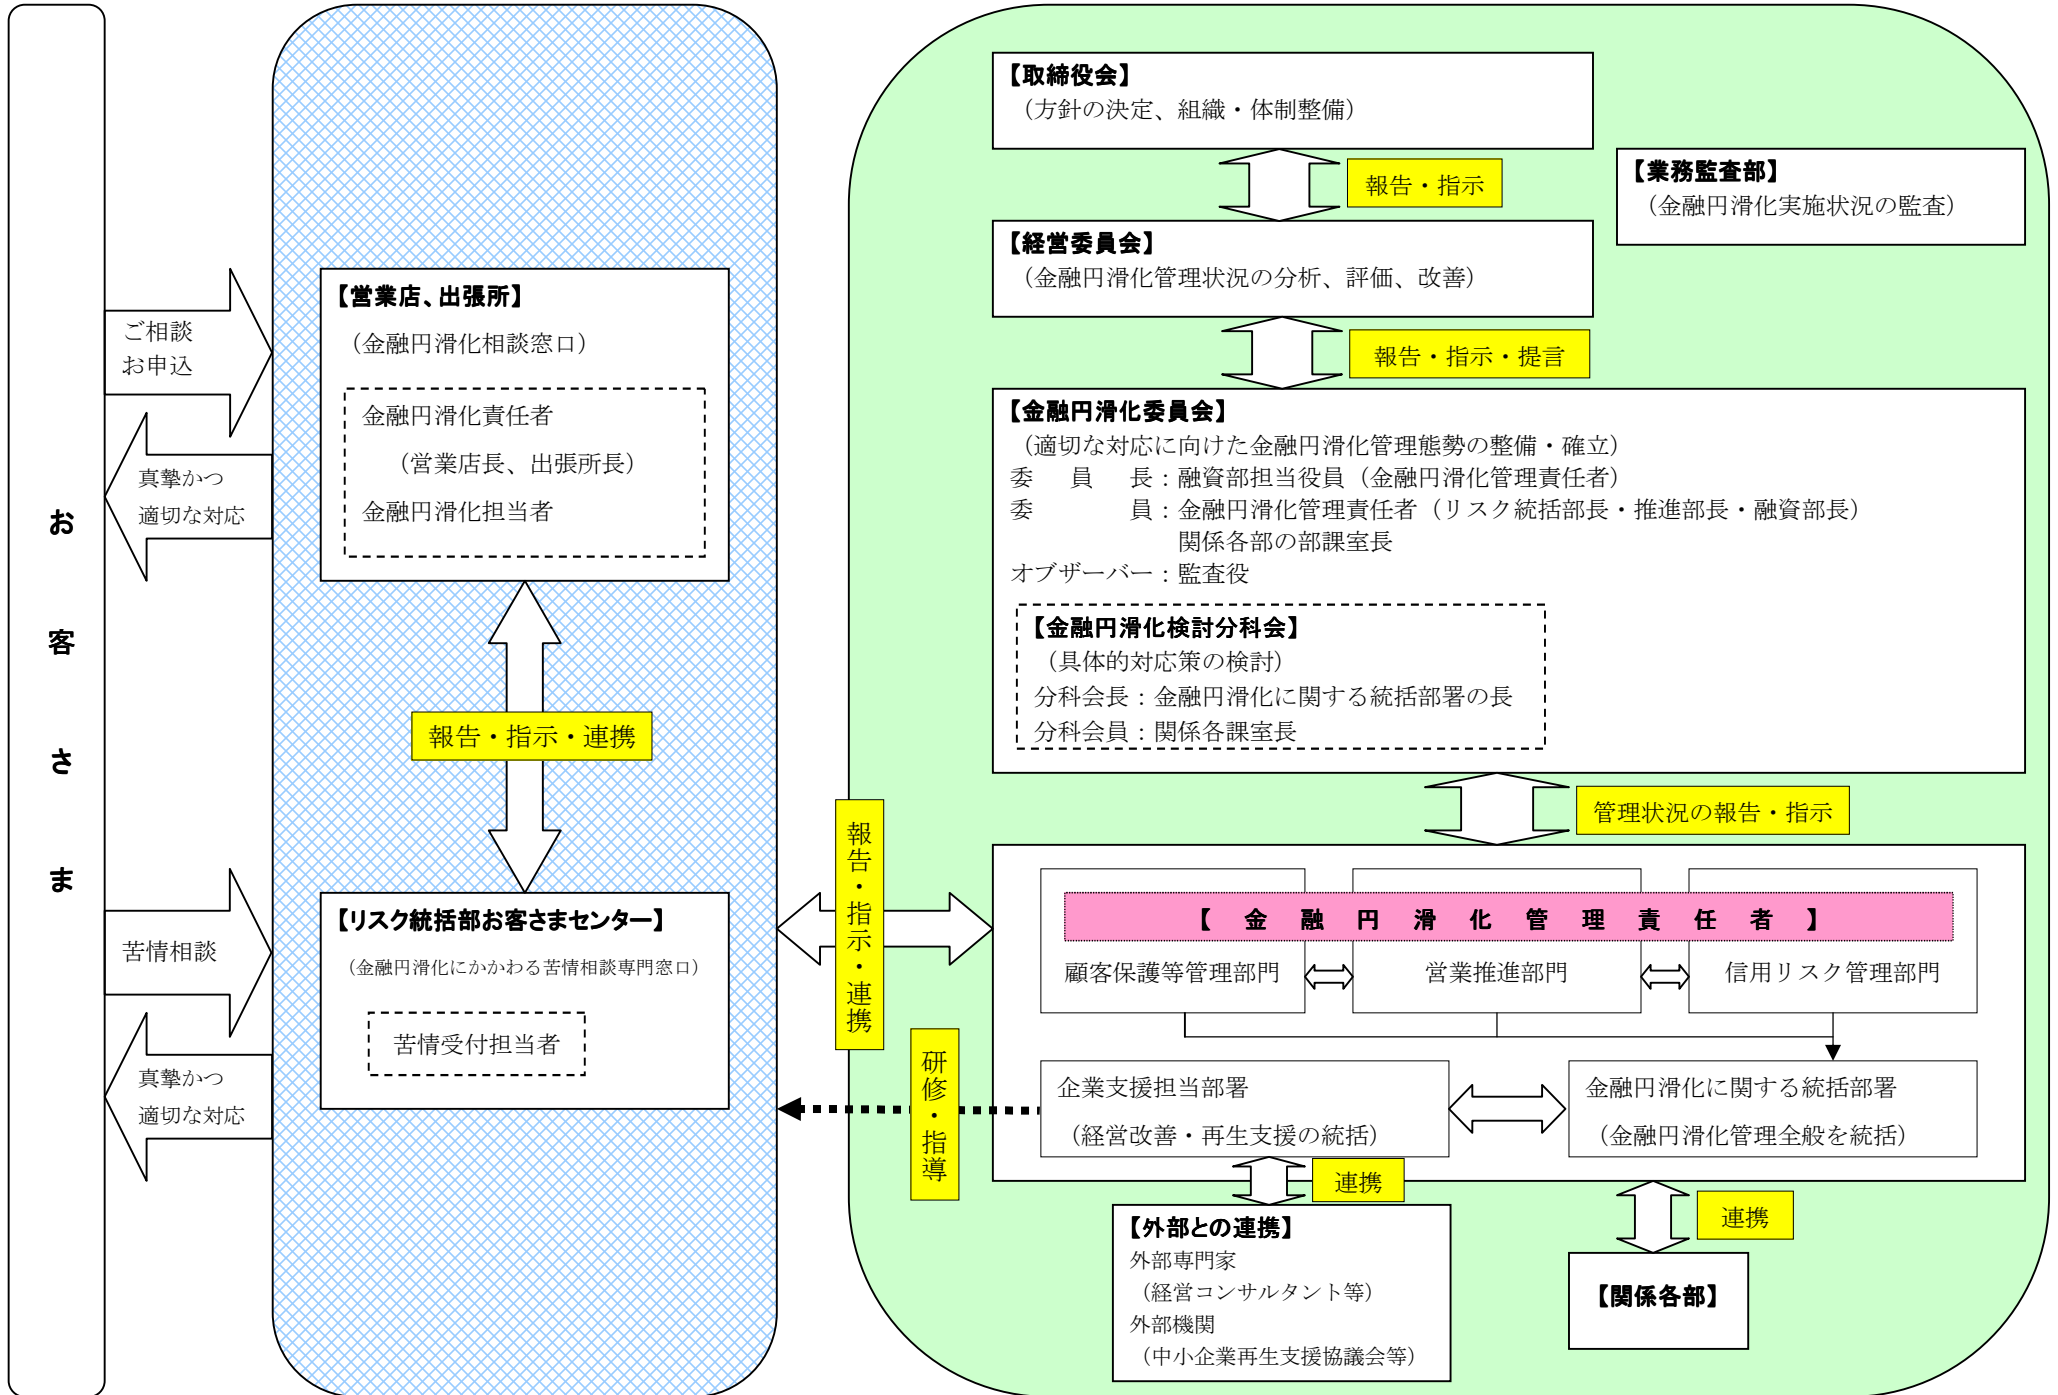 お客さま
ご相談
お申込
真摯かつ
適切な対応
苦情相談
真摯かつ
適切な対応
【営業店、出張所】
（金融円滑化相談窓口）
金融円滑化責任者
（営業店長、出張所長）
金融円滑化担当者
報告・指示・連携
【リスク統括部お客さまセンター】
（金融円滑化にかかわる苦情相談専門窓口）
苦情受付担当者
報告・指示・連携
研修・指導
【取締役会】
（方針の決定、組織・体制整備）
報告・指示
【業務監査部】
（金融円滑化実施状況の監査）
【経営委員会】
（金融円滑化管理状況の分析、評価、改善）
報告・指示・提言
【金融円滑化委員会】
（適切な対応に向けた金融円滑化管理態勢の整備・確立）
委　員　長：融資部担当役員（金融円滑化管理責任者）
委　　　員：金融円滑化管理責任者（リスク統括部長・推進部長・融資部長）
関係各部の部課室長
オブザーバー：監査役
【金融円滑化検討分科会】
（具体的対応策の検討）
分科会長：金融円滑化に関する統括部署の長
分科会員：関係各課室長
管理状況の報告・指示
【　金　融　円　滑　化　管　理　責　任　者　】
顧客保護等管理部門
営業推進部門
信用リスク管理部門
企業支援担当部署
（経営改善・再生支援の統括）
金融円滑化に関する統括部署
（金融円滑化管理全般を統括）
連携
連携
【外部との連携】
外部専門家
（経営コンサルタント等）
外部機関
（中小企業再生支援協議会等）
【関係各部】